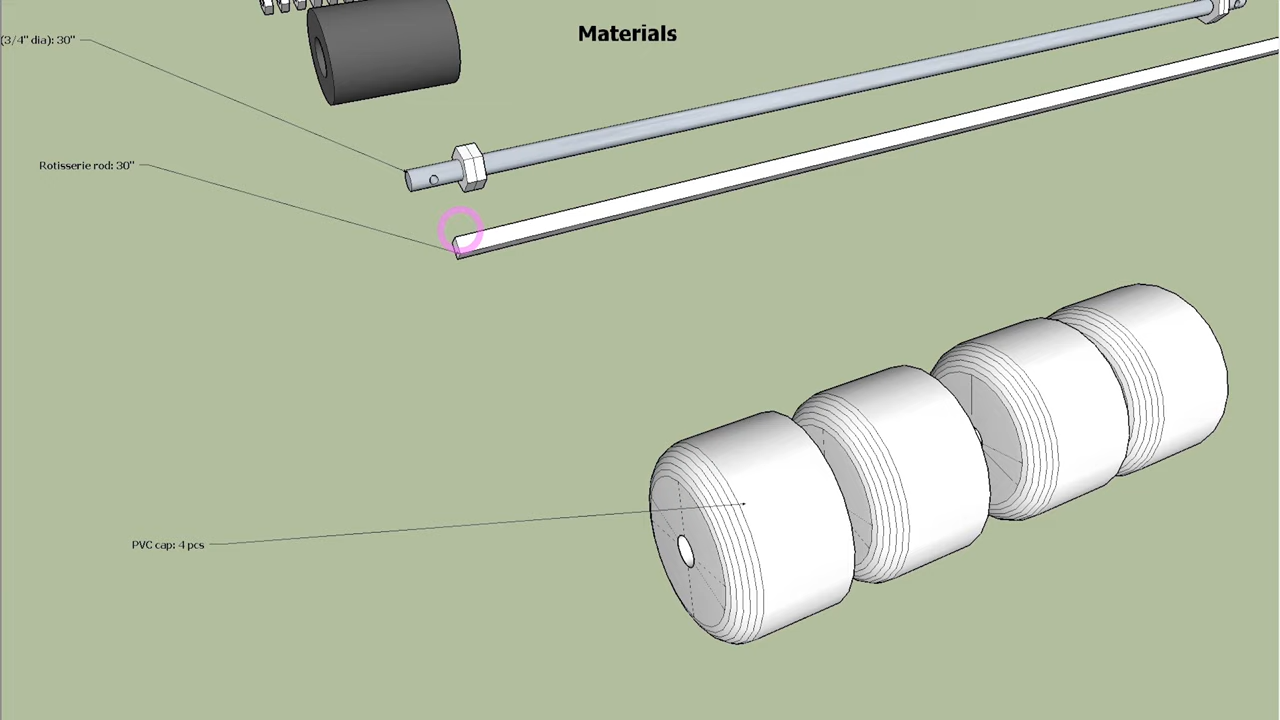 Materials
(3/4" dia): 30"
Rotisserie rod: 30"
PVC cap: 4 pcs